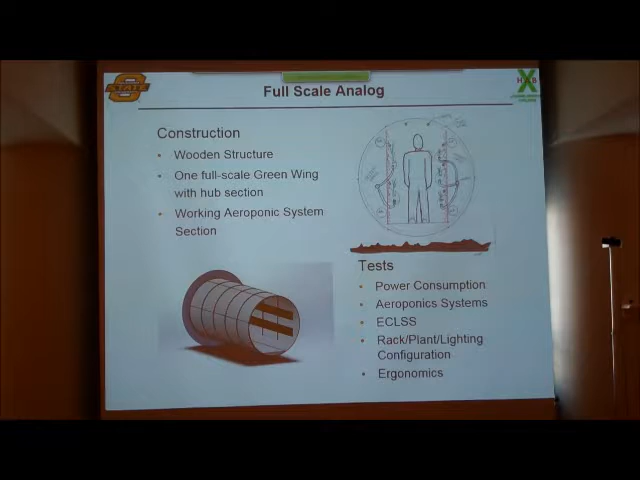 STATE
Full Scale Analog
Construction
• Wooden Structure
• One full-scale Green Wing
with hub section
• Working Aeroponic System
Section
Tests
• Power Consumption
• Aeroponics Systems
• ECLSS
• Rack/Plant/Lighting
Configuration
• Ergonomics